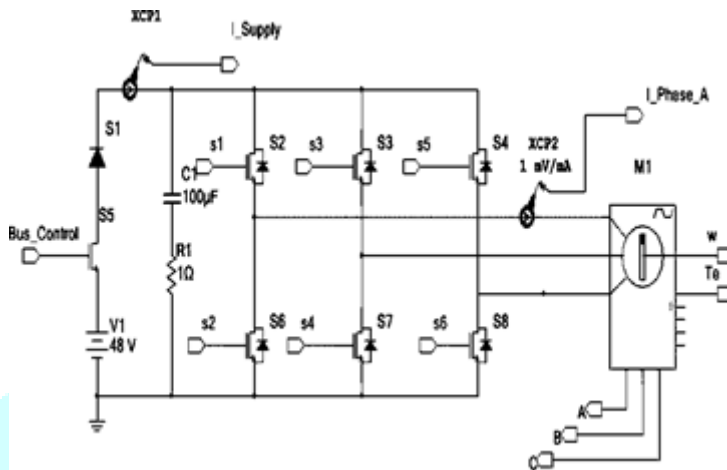 XCP1
I_Supply
I_Phase_A
S1
s1
S2
s3
S3
s5
S4
XCP2
1 mV/mA
M1
C1
100µF
S5
Bus_Control
R1
1Ω
w
Te
V1
48 V
s2
S6
s4
S7
s6
S8
A
B
C